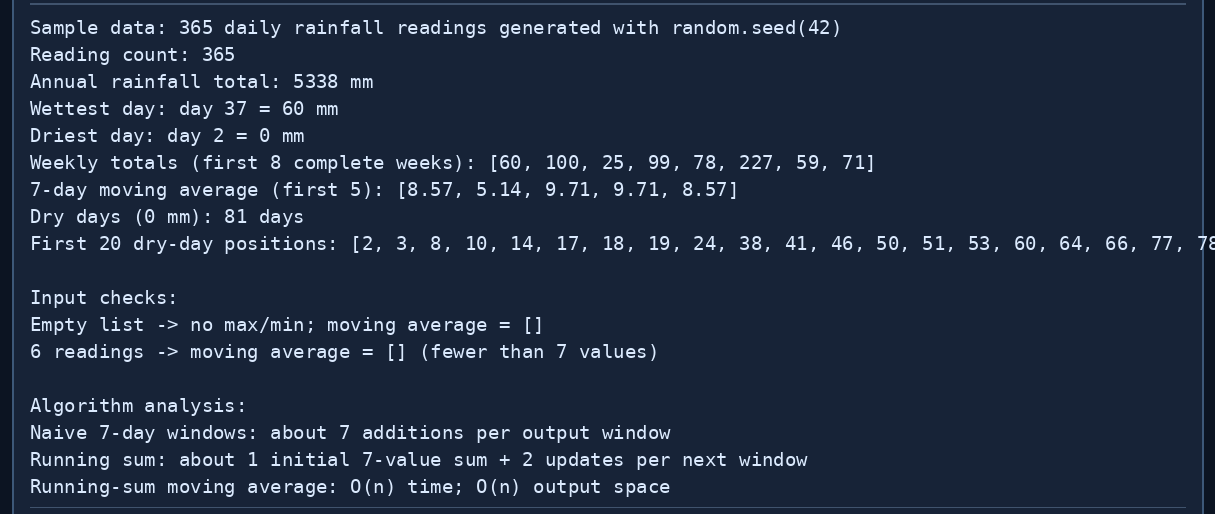 Sample data: 365 daily rainfall readings generated with random.seed(42)
Reading count: 365
Annual rainfall total: 5338 mm
Wettest day: day 37 = 60 mm
Driest day: day 2 = 0 mm
Weekly totals (first 8 complete weeks): [60, 100, 25, 99, 78, 227, 59, 71]
7-day moving average (first 5): [8.57, 5.14, 9.71, 9.71, 8.57]
Dry days (0 mm): 81 days
First 20 dry-day positions: [2, 3, 8, 10, 14, 17, 18, 19, 24, 38, 41, 46, 50, 51, 53, 60, 64, 66, 77, 78
Input checks:
Empty list -> no max/min; moving average = []
6 readings -> moving average = [] (fewer than 7 values)
Algorithm analysis:
Naive 7-day windows: about 7 additions per output window
Running sum: about 1 initial 7-value sum + 2 updates per next window
Running-sum moving average: O(n) time; O(n) output space